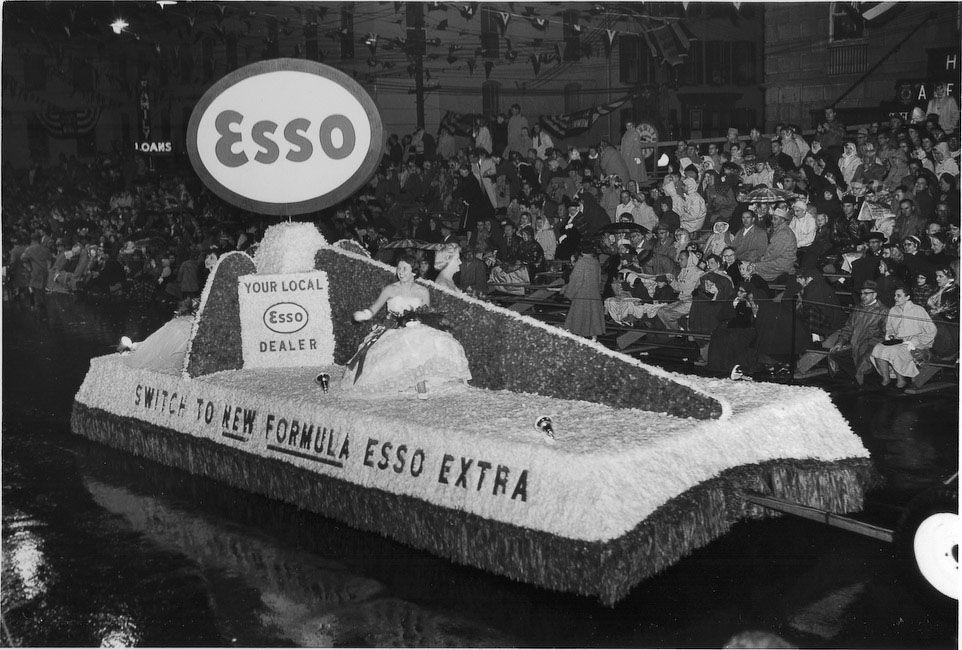 Esso
LOANS
YOUR LOCAL
Esso
DEALER
SWITCH TO NEW FORMULA ESSO EXTRA